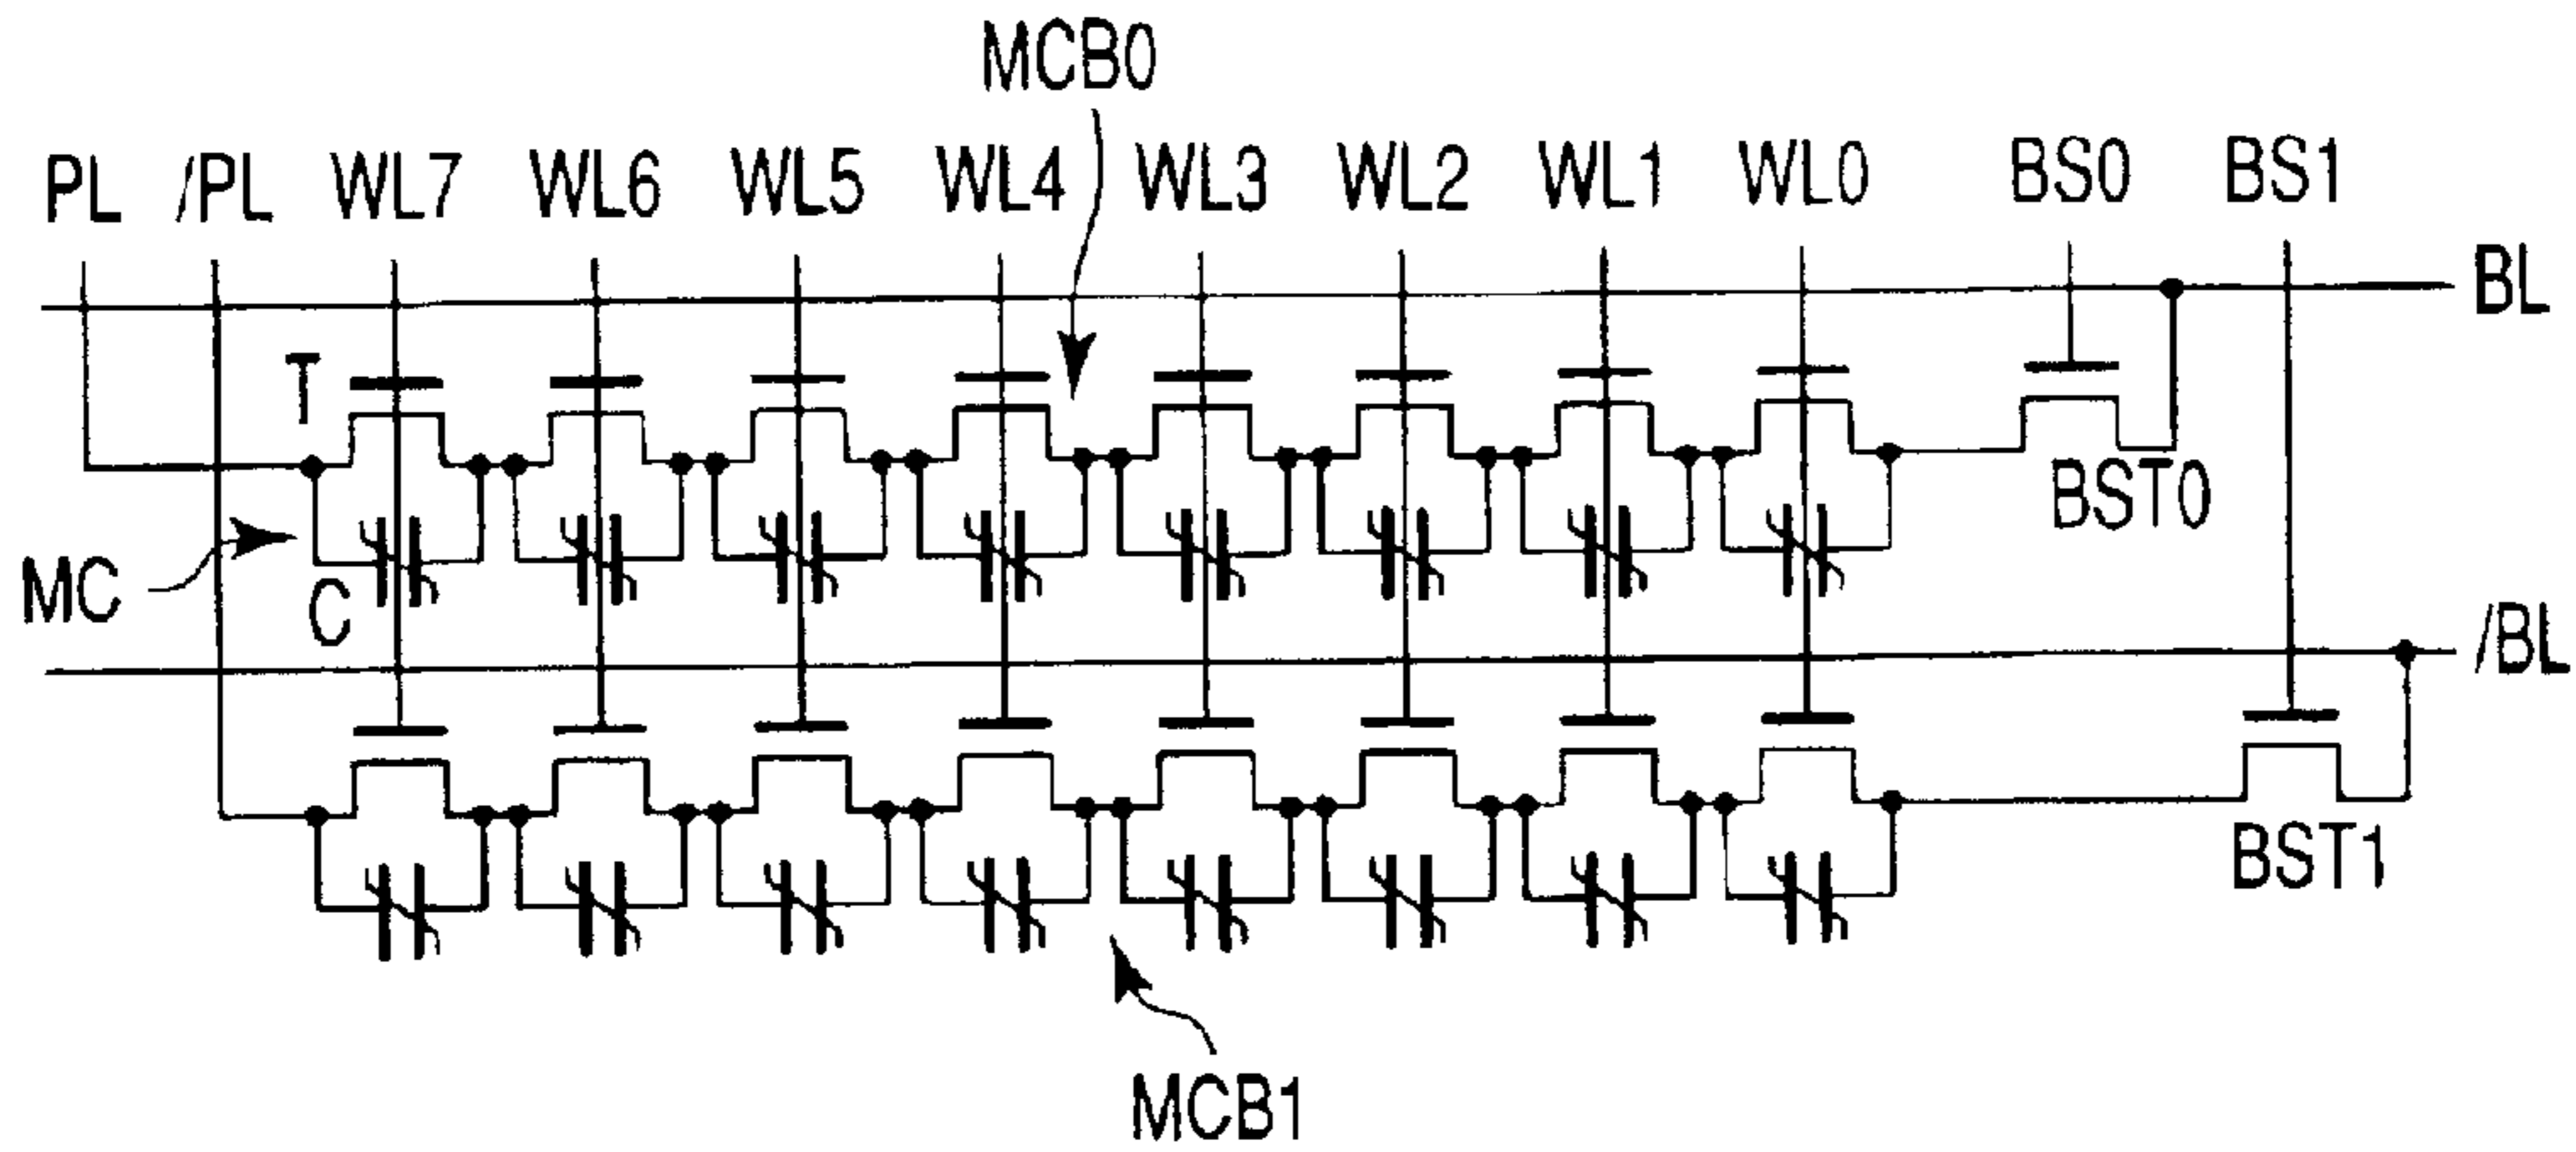 MCB0
PL /PL WL7 WL6 WL5 WL4 WL3 WL2 WL1 WL0 BS0 BS1
BL
T
BST0
MC
C
/BL
BST1
MCB1